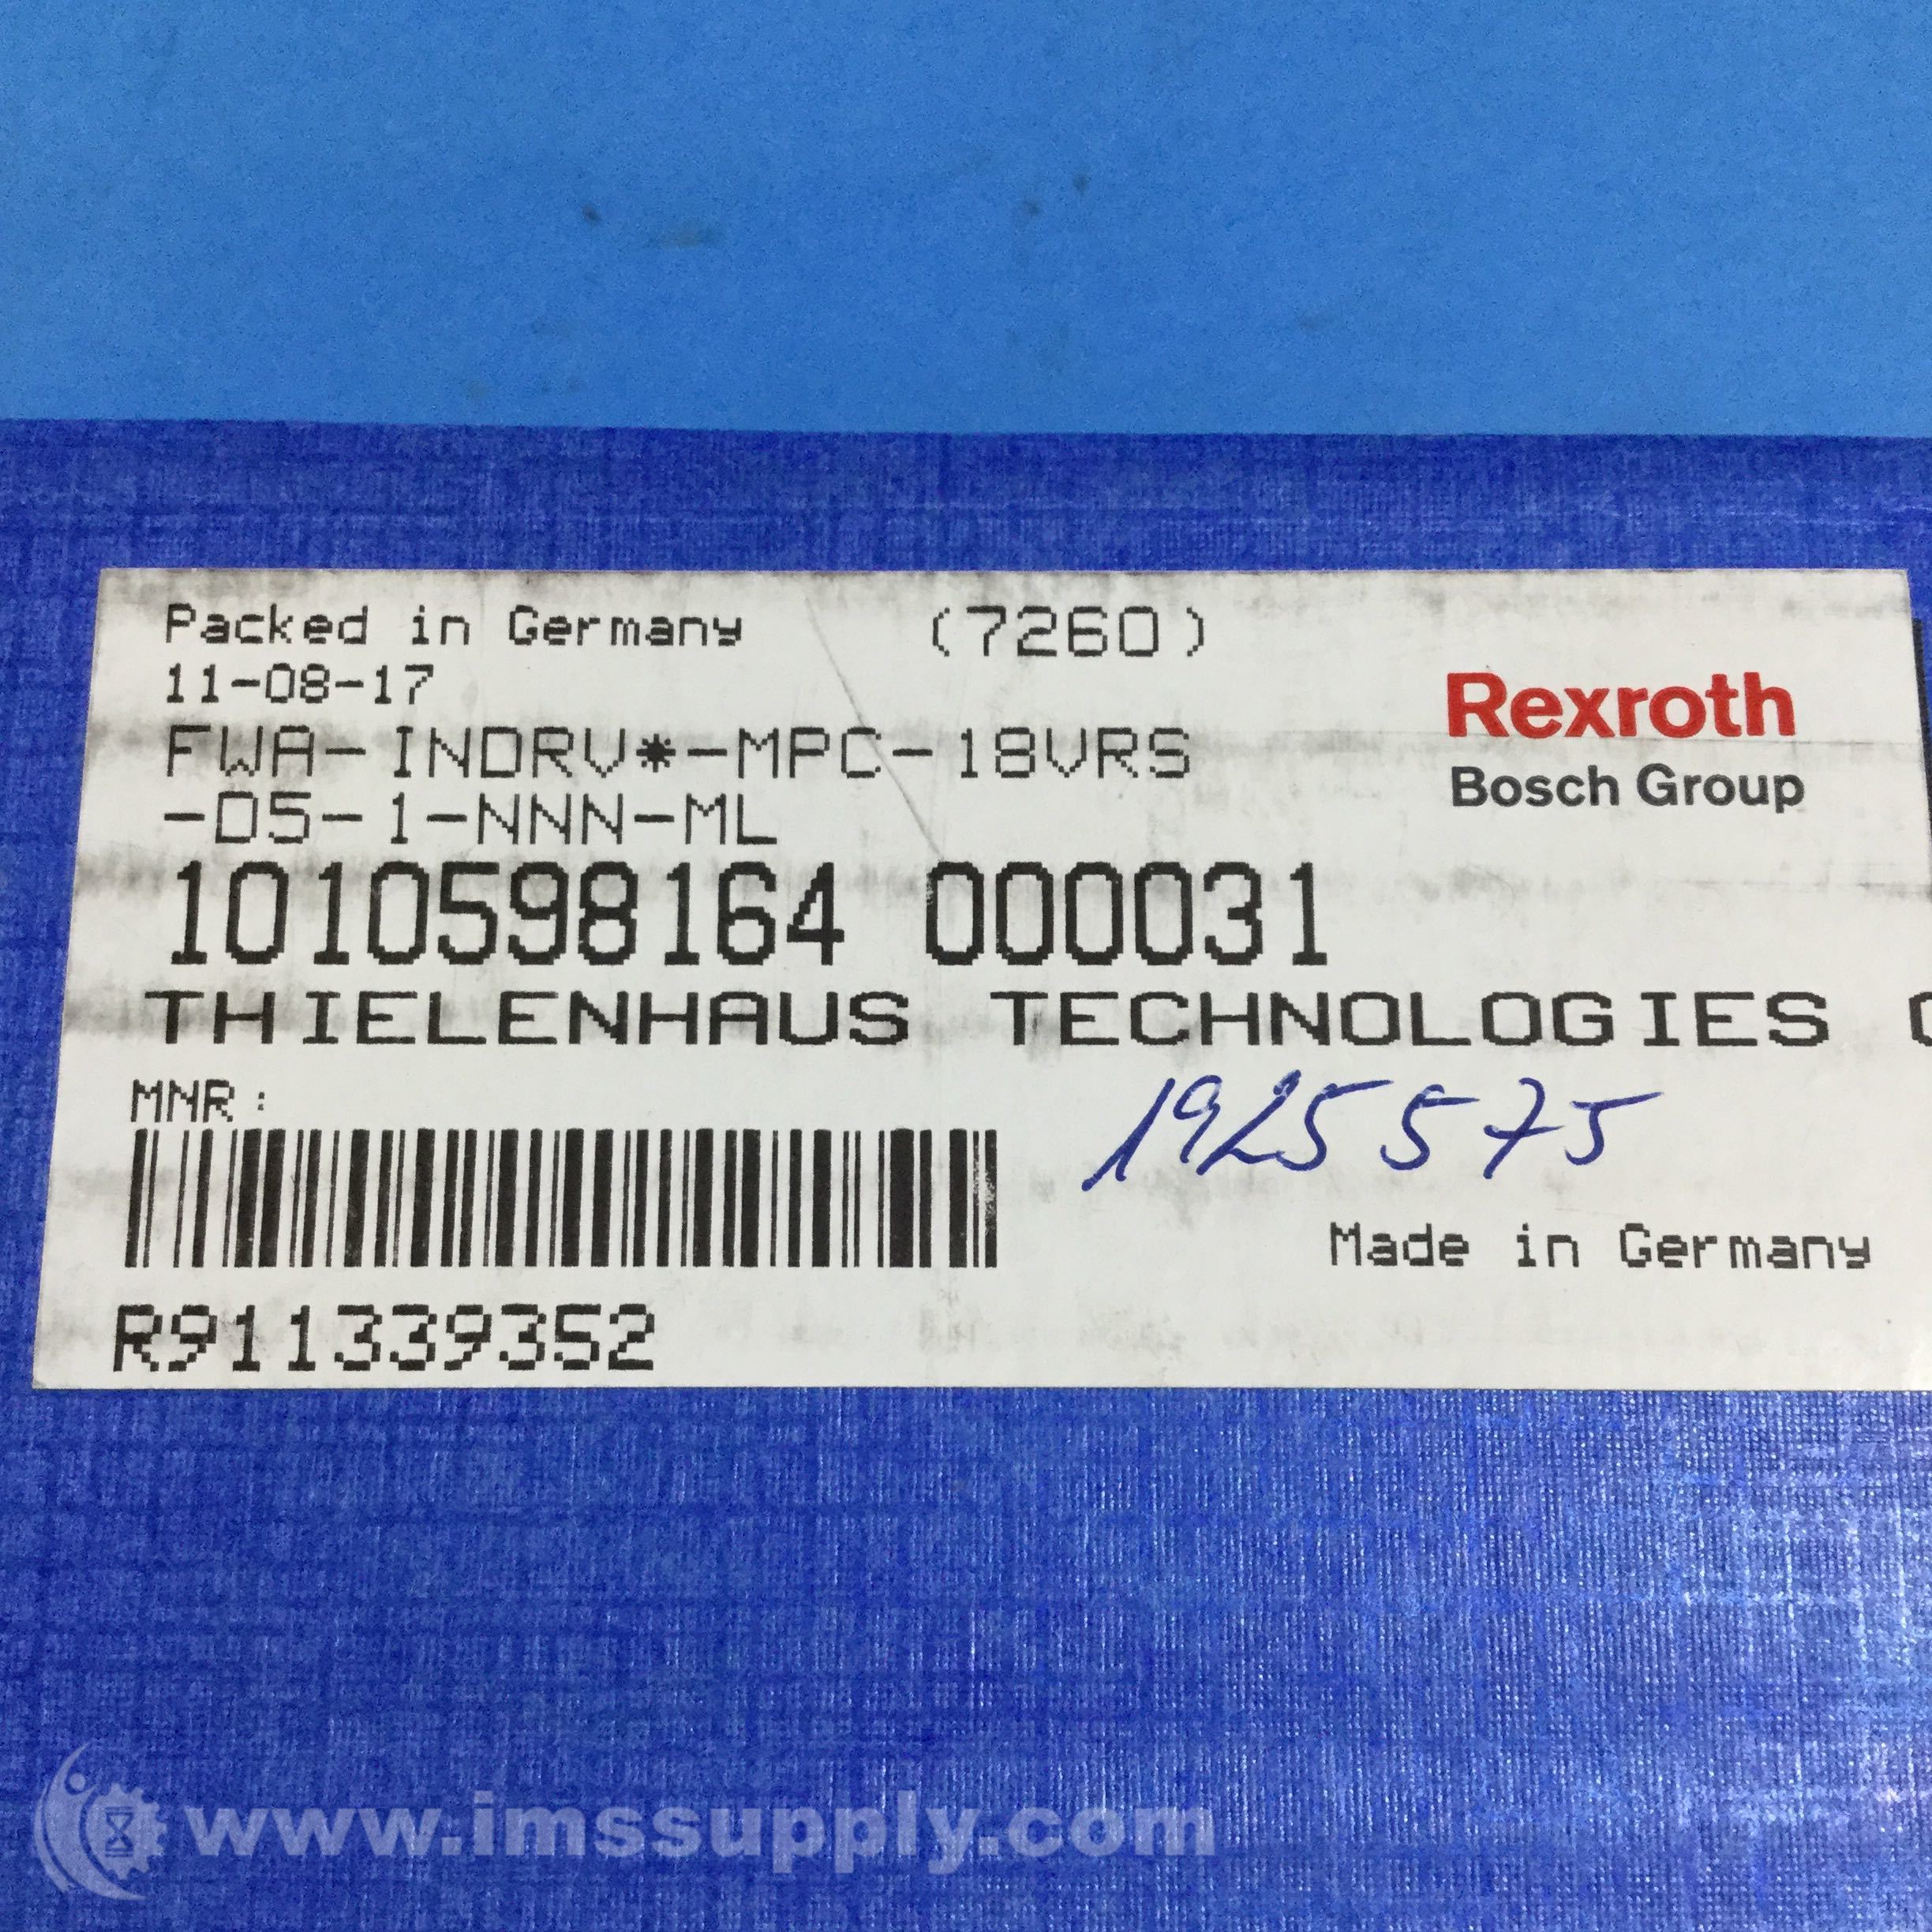 Packed in Germany (7260)
11-08-17
FWA-INDRV*-MPC-18VRS
-D5-1-NNN-ML
Rexroth
Bosch Group
1010598164 000031
THIELENHAUS TECHNOLOGIES
MNR:
1925575
Made in Germany
R911339352
www.imssupply.com